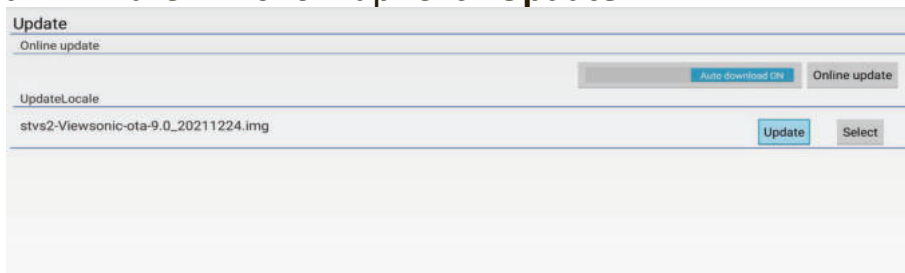 Update
Online update
Auto download ON Online update
UpdateLocale
stvs2-Viewsonic-ota-9.0_20211224.img Update Select